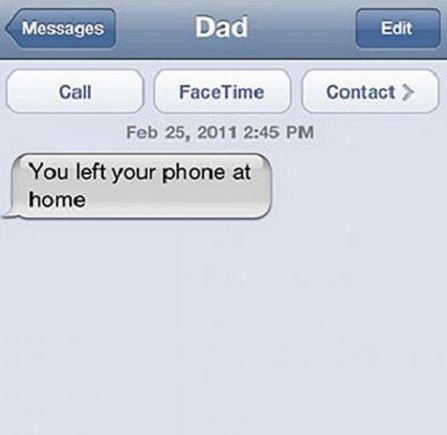 Messages Dad Edit
Call FaceTime Contact >
Feb 25, 2011 2:45 PM
You left your phone at
home